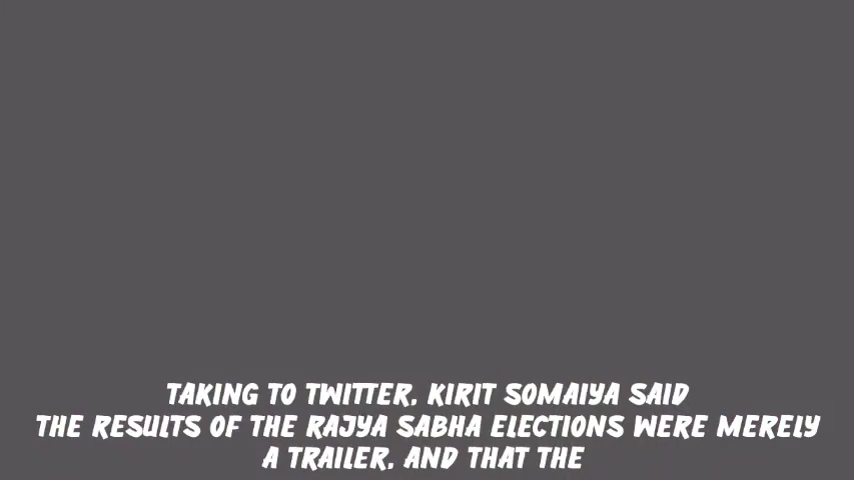 TAKING TO TWITTER, KIRIT SOMAIYA SAID
THE RESULTS OF THE RAJYA SABHA ELECTIONS WERE MERELY
A TRAILER, AND THAT THE